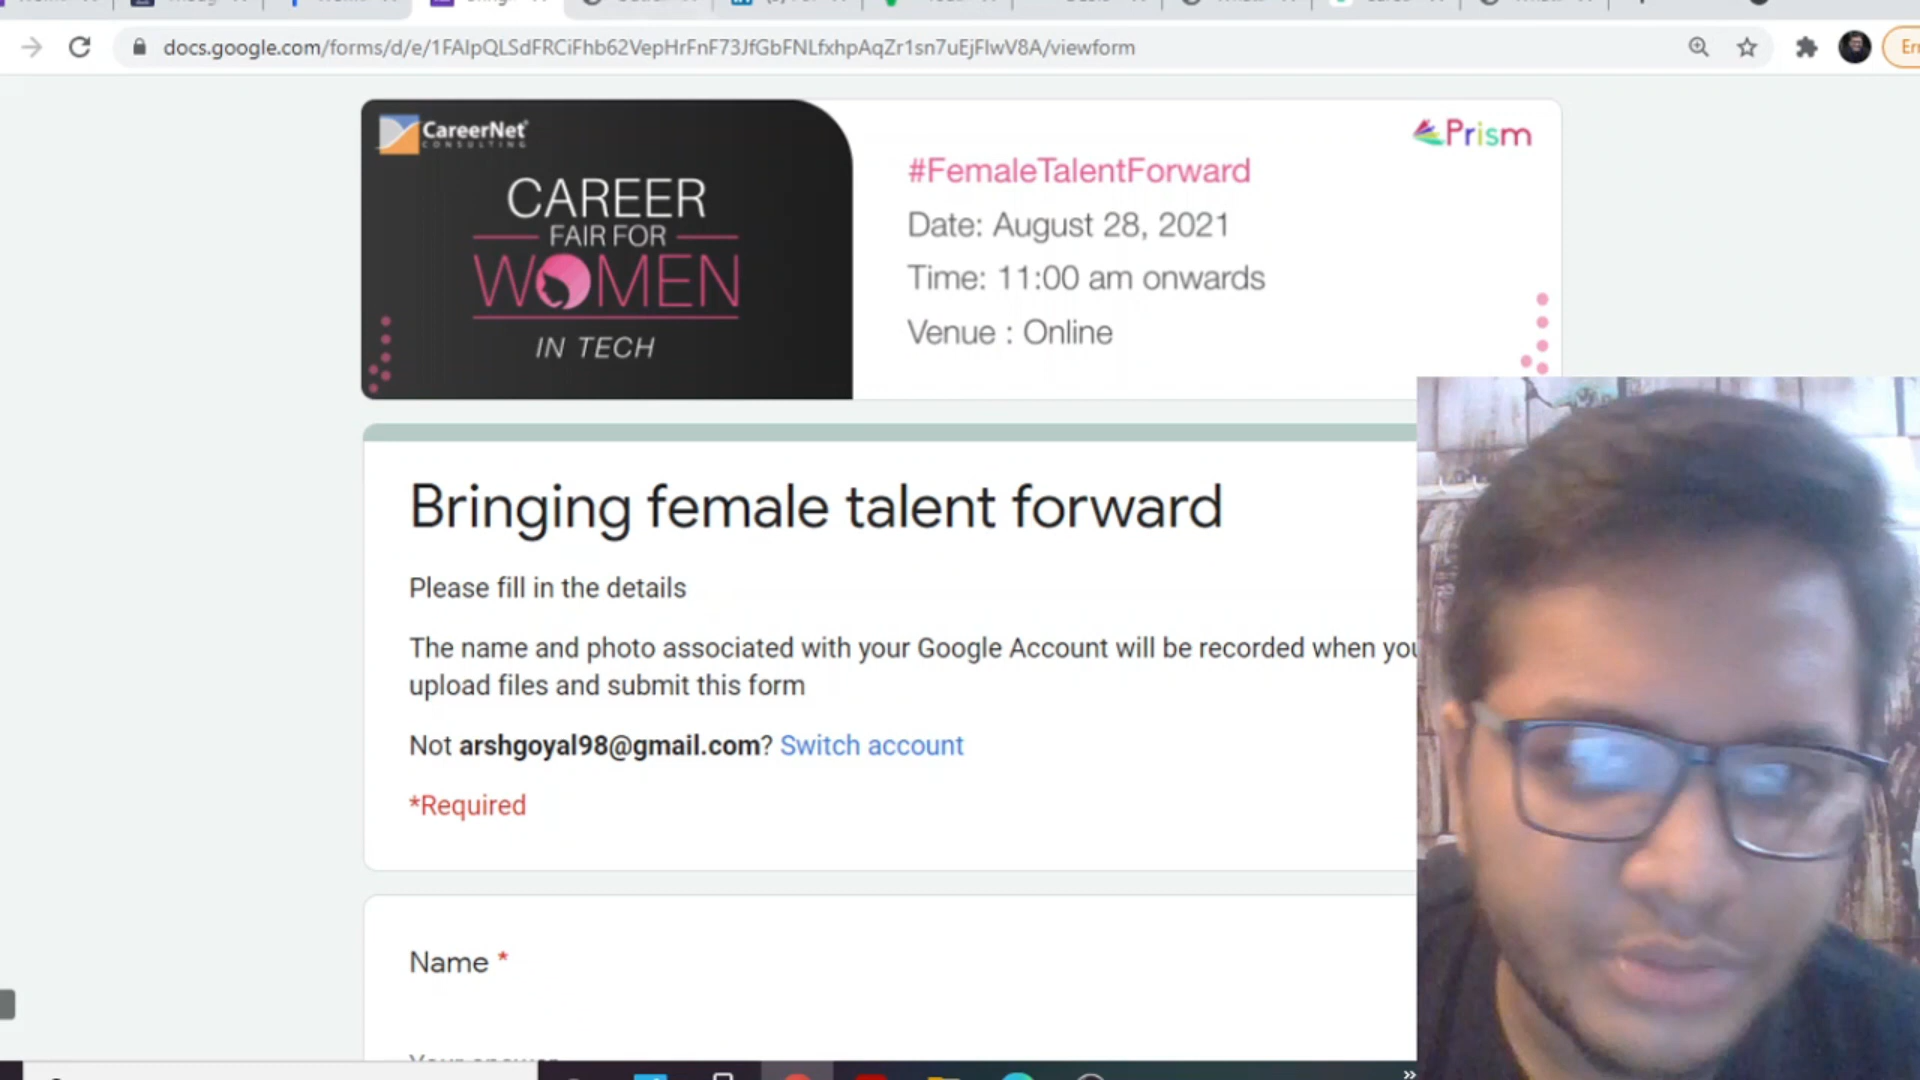 docs.google.com/forms/d/e/1FAIpQLSdFRCiFhb62VepHrFnF73JfGbFNLfxhpAqZr1sn7uEjFlwV8A/viewform
CareerNet
CONSULTING
CAREER
FAIR FOR
WOMEN
IN TECH
#FemaleTalentForward
Date: August 28, 2021
Time: 11:00 am onwards
Venue : Online
Prism
Bringing female talent forward
Please fill in the details
The name and photo associated with your Google Account will be recorded when you
upload files and submit this form
Not arshgoyal98@gmail.com? Switch account
*Required
Name *